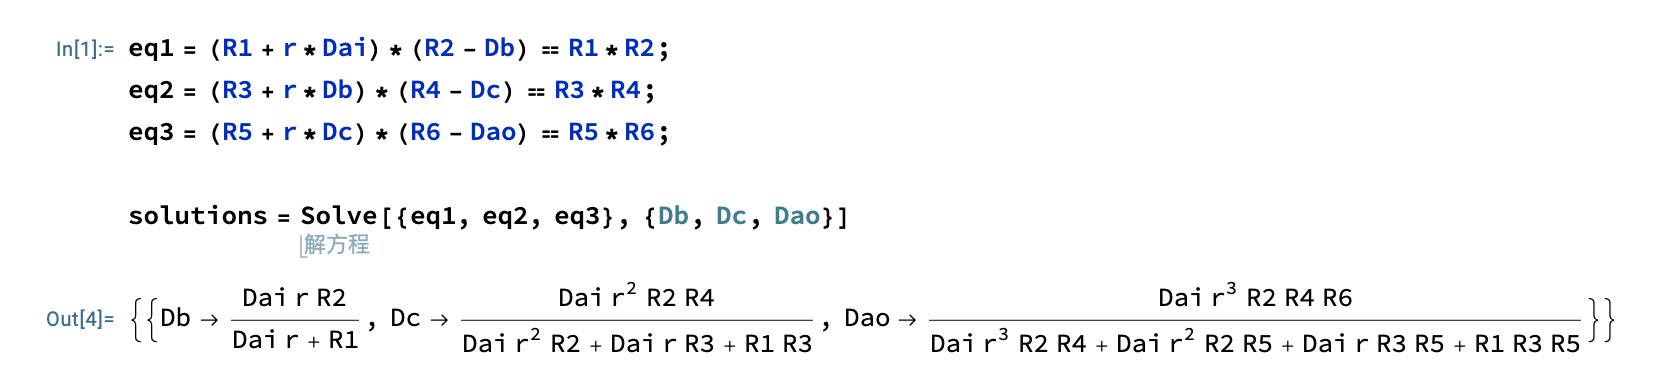 In[1]:= eq1 = (R1 + r * Dai) * (R2 - Db) == R1 * R2;
eq2 = (R3 + r * Db) * (R4 - Dc) == R3 * R4;
eq3 = (R5 + r * Dc) * (R6 - Dao) == R5 * R6;
solutions = Solve[{eq1, eq2, eq3}, {Db, Dc, Dao}]
解方程
Out[4]= {{Db → (Dai r R2)/(Dai r + R1), Dc → (Dai r² R2 R4)/(Dai r² R2 + Dai r R3 + R1 R3), Dao → (Dai r³ R2 R4 R6)/(Dai r³ R2 R4 + Dai r² R2 R5 + Dai r R3 R5 + R1 R3 R5)}}